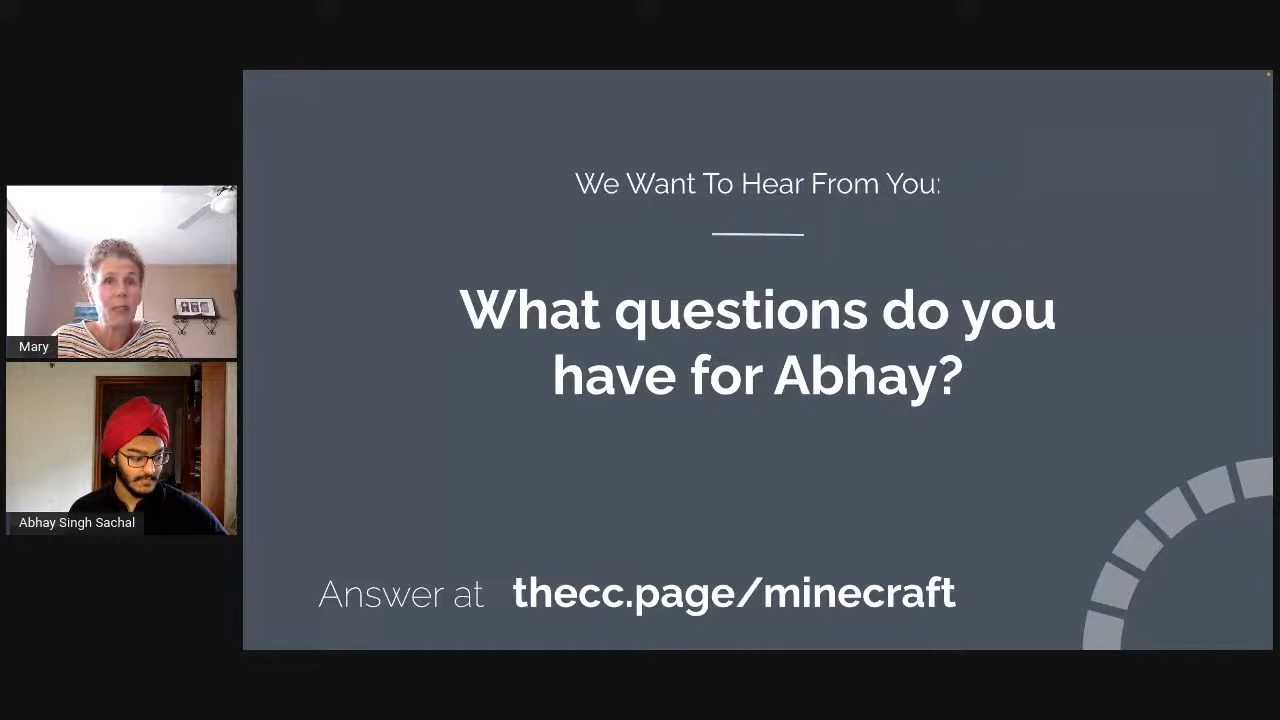 We Want To Hear From You:
What questions do you
have for Abhay?
Mary
Abhay Singh Sachal
Answer at thecc.page/minecraft